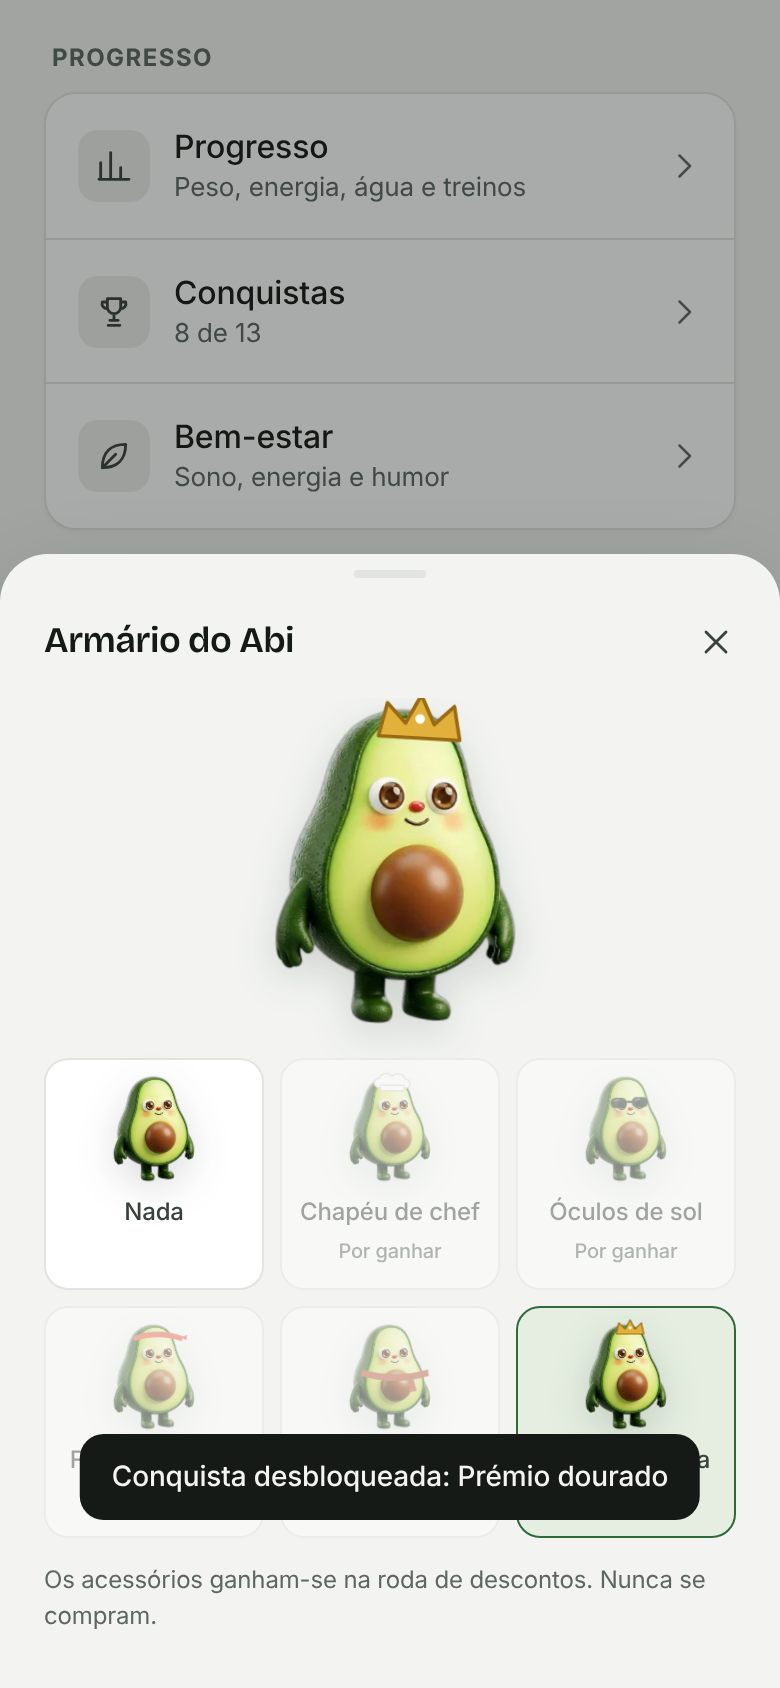 PROGRESSO
Progresso
Peso, energia, água e treinos
Conquistas
8 de 13
Bem-estar
Sono, energia e humor
Armário do Abi
Nada
Chapéu de chef
Por ganhar
Óculos de sol
Por ganhar
Conquista desbloqueada: Prémio dourado
Os acessórios ganham-se na roda de descontos. Nunca se
compram.